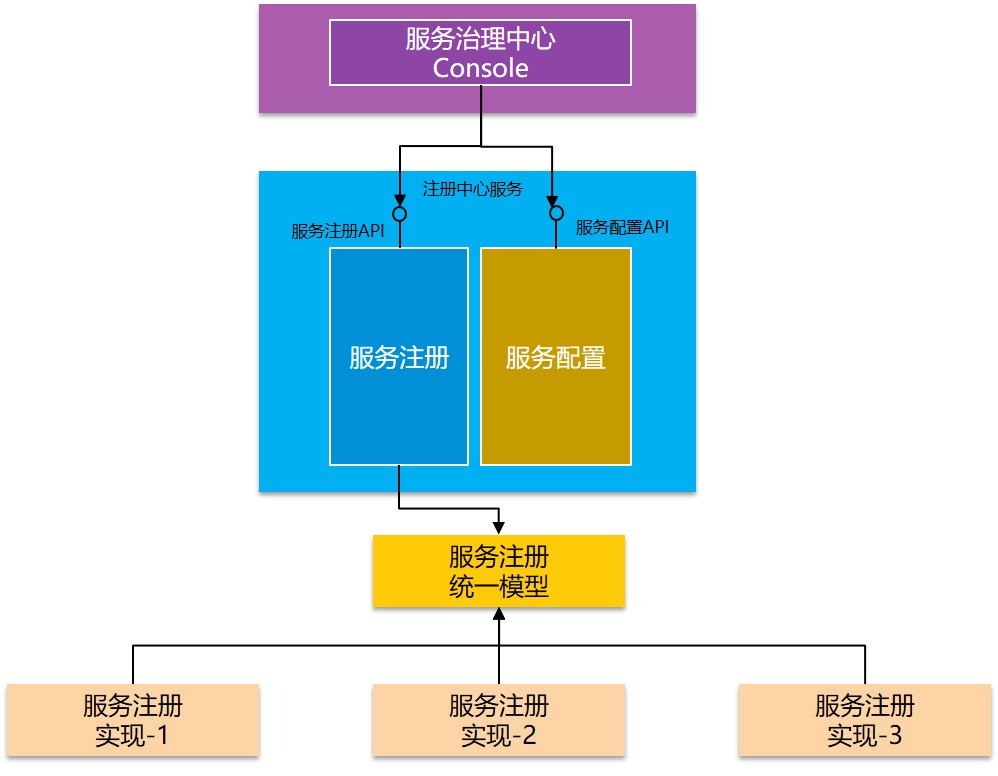 服务治理中心
Console
注册中心服务
服务注册API
服务配置API
服务注册
服务配置
服务注册
统一模型
服务注册
实现-1
服务注册
实现-2
服务注册
实现-3